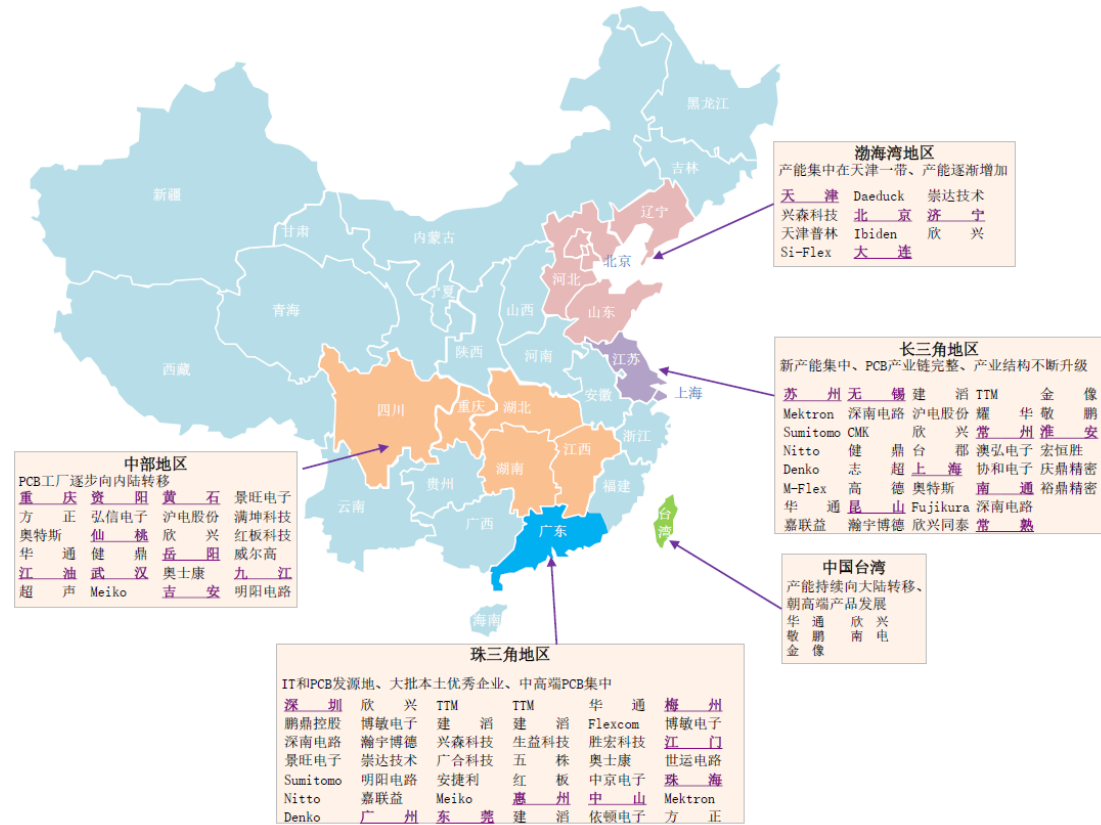 黑龙江
吉林
辽宁
新疆
甘肃
内蒙古
北京
宁夏
河北
青海
山西
山东
陕西
河南
江苏
西藏
安徽
上海
四川
重庆
湖北
浙江
江西
湖南
贵州
福建
云南
广西
广东
台湾
海南
渤海湾地区
产能集中在天津一带、产能逐渐增加
天津 Daeduck 崇达技术
兴森科技 北京 济宁
天津普林 Ibiden 欣兴
Si-Flex 大连
长三角地区
新产能集中、PCB产业链完整、产业结构不断升级
苏州 无锡 建滔 TTM 金像
Mektron 深南电路 沪电股份 耀华 敬鹏
Sumitomo CMK 欣兴 常州 淮安
Nitto 健鼎 台郡 澳弘电子 宏恒胜
Denko 志超 上海 协和电子 庆鼎精密
M-Flex 高德 奥特斯 南通 裕鼎精密
华通 昆山 Fujikura 深南电路
嘉联益 瀚宇博德 欣兴同泰 常熟
中部地区
PCB工厂逐步向内陆转移
重庆 资阳 黄石 景旺电子
方正 弘信电子 沪电股份 满坤科技
奥特斯 仙桃 欣兴 红板科技
华通 健鼎 岳阳 威尔高
江油 武汉 奥士康 九江
超声 Meiko 吉安 明阳电路
中国台湾
产能持续向大陆转移、
朝高端产品发展
华通 欣兴
敬鹏 南电
金像
珠三角地区
IT和PCB发源地、大批本土优秀企业、中高端PCB集中
深圳 欣兴 TTM TTM 华通 梅州
鹏鼎控股 博敏电子 建滔 建滔 Flexcom 博敏电子
深南电路 瀚宇博德 兴森科技 生益科技 胜宏科技 江门
景旺电子 崇达技术 广合科技 五株 奥士康 世运电路
Sumitomo 明阳电路 安捷利 红板 中京电子 珠海
Nitto 嘉联益 Meiko 惠州 中山 Mektron
Denko 广州 东莞 建滔 依顿电子 方正